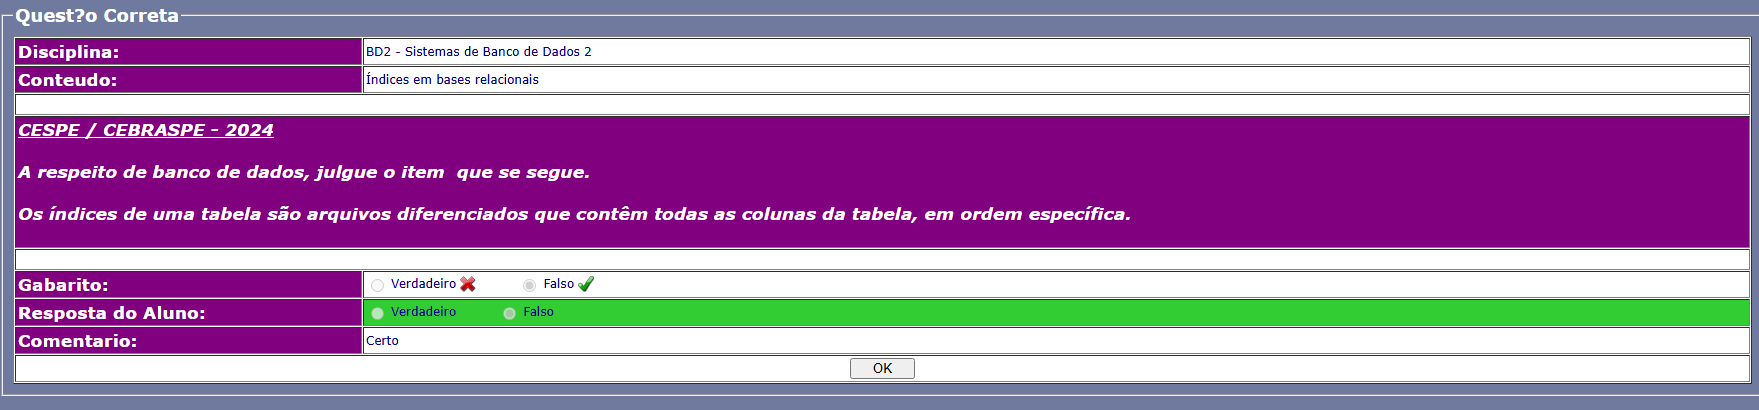 Quest?o Correta
Disciplina: BD2 - Sistemas de Banco de Dados 2
Conteudo: Índices em bases relacionais
CESPE / CEBRASPE - 2024
A respeito de banco de dados, julgue o item  que se segue.
Os índices de uma tabela são arquivos diferenciados que contêm todas as colunas da tabela, em ordem específica.
Gabarito: Verdadeiro Falso
Resposta do Aluno: Verdadeiro Falso
Comentario: Certo
OK